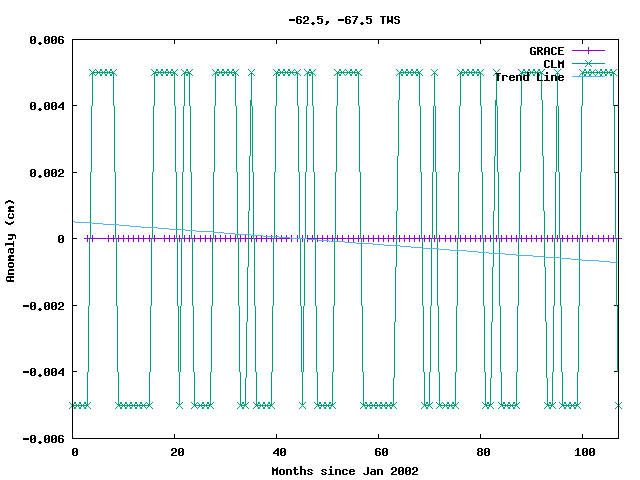 -62.5, -67.5 TWS
0.006
0.004
0.002
0
-0.002
-0.004
-0.006
Anomaly (cm)
GRACE
CLM
Trend Line
0 20 40 60 80 100
Months since Jan 2002